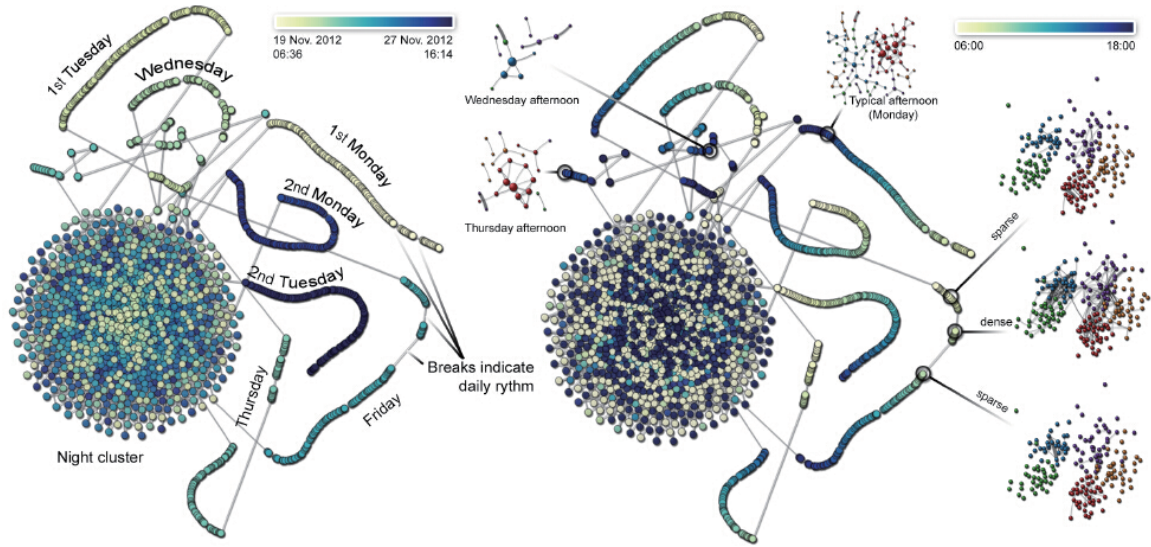 19 Nov. 2012
06:36
27 Nov. 2012
16:14
1st Tuesday
Wednesday
1st Monday
2nd Monday
2nd Tuesday
Breaks indicate
daily rythm
Thursday
Friday
Night cluster
06:00
18:00
Wednesday afternoon
Typical afternoon
(Monday)
Thursday afternoon
sparse
dense
sparse